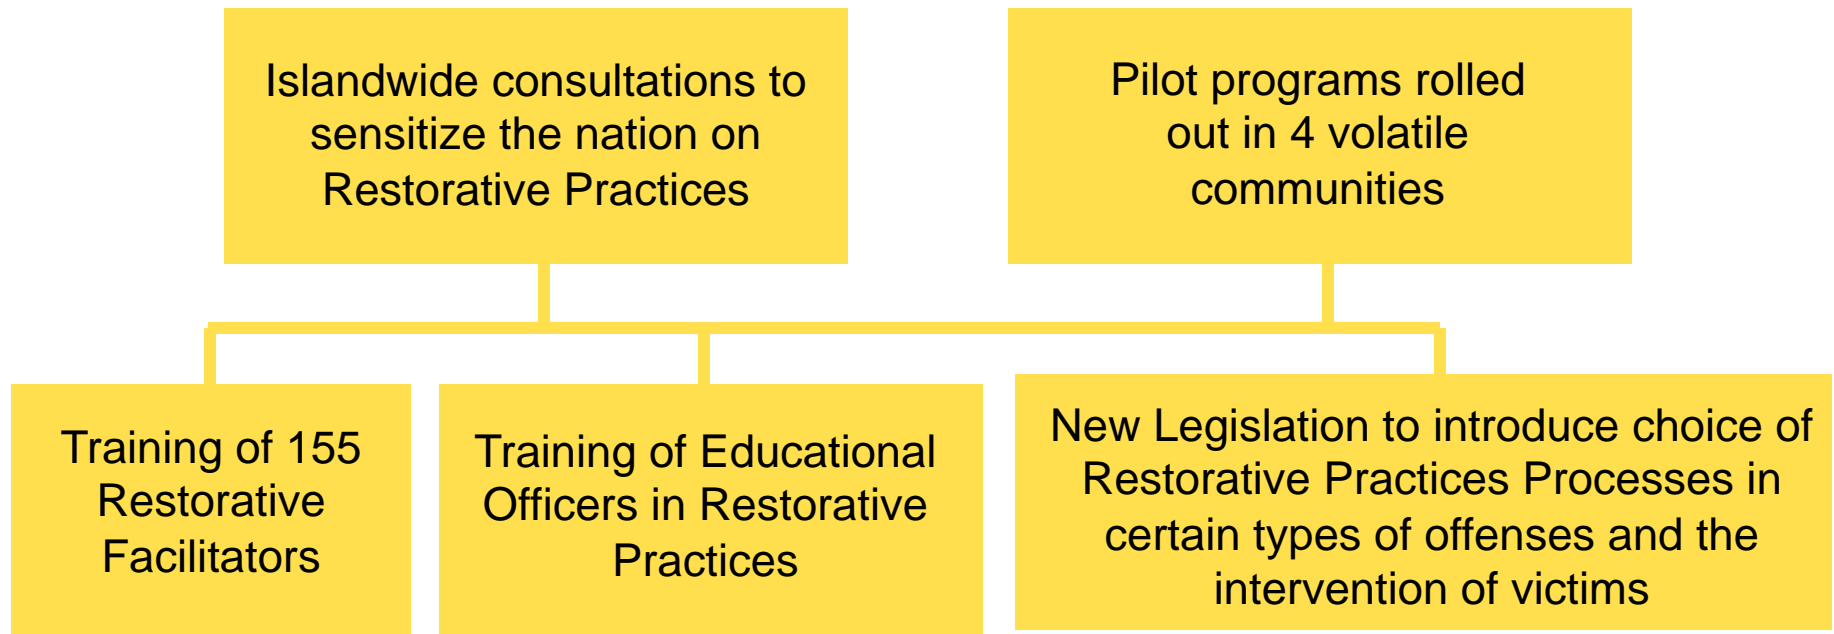 Islandwide consultations to
sensitize the nation on
Restorative Practices
Pilot programs rolled
out in 4 volatile
communities
Training of 155
Restorative
Facilitators
Training of Educational
Officers in Restorative
Practices
New Legislation to introduce choice of
Restorative Practices Processes in
certain types of offenses and the
intervention of victims